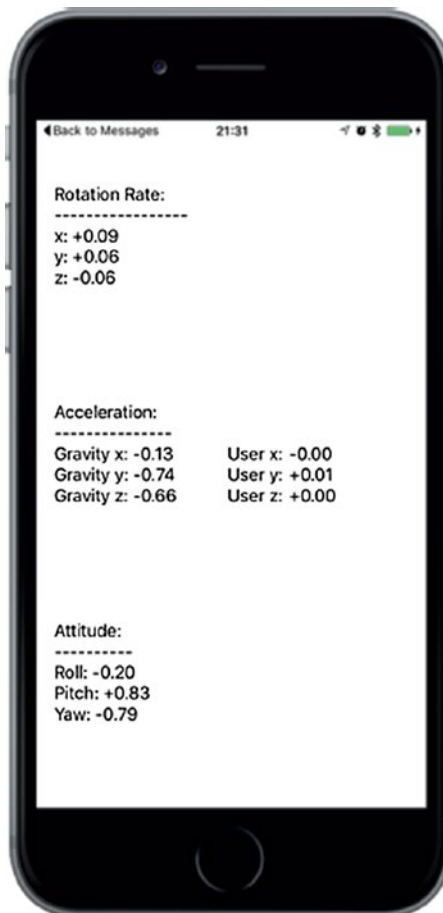 Back to Messages 21:31
Rotation Rate:
-----------------
x: +0.09
y: +0.06
z: -0.06
Acceleration:
---------------
Gravity x: -0.13 User x: -0.00
Gravity y: -0.74 User y: +0.01
Gravity z: -0.66 User z: +0.00
Attitude:
----------
Roll: -0.20
Pitch: +0.83
Yaw: -0.79